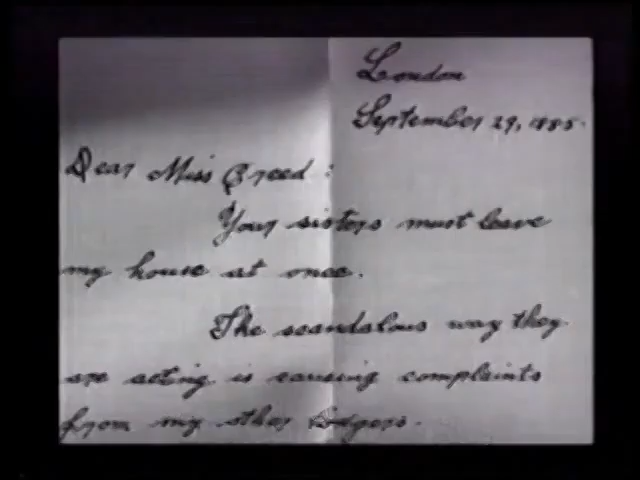 London
September 29, 1885.
Dear Miss Creed:
Your sisters must leave
my house at once.
The scandalous way they
are acting is causing complaints
from my other lodgers.